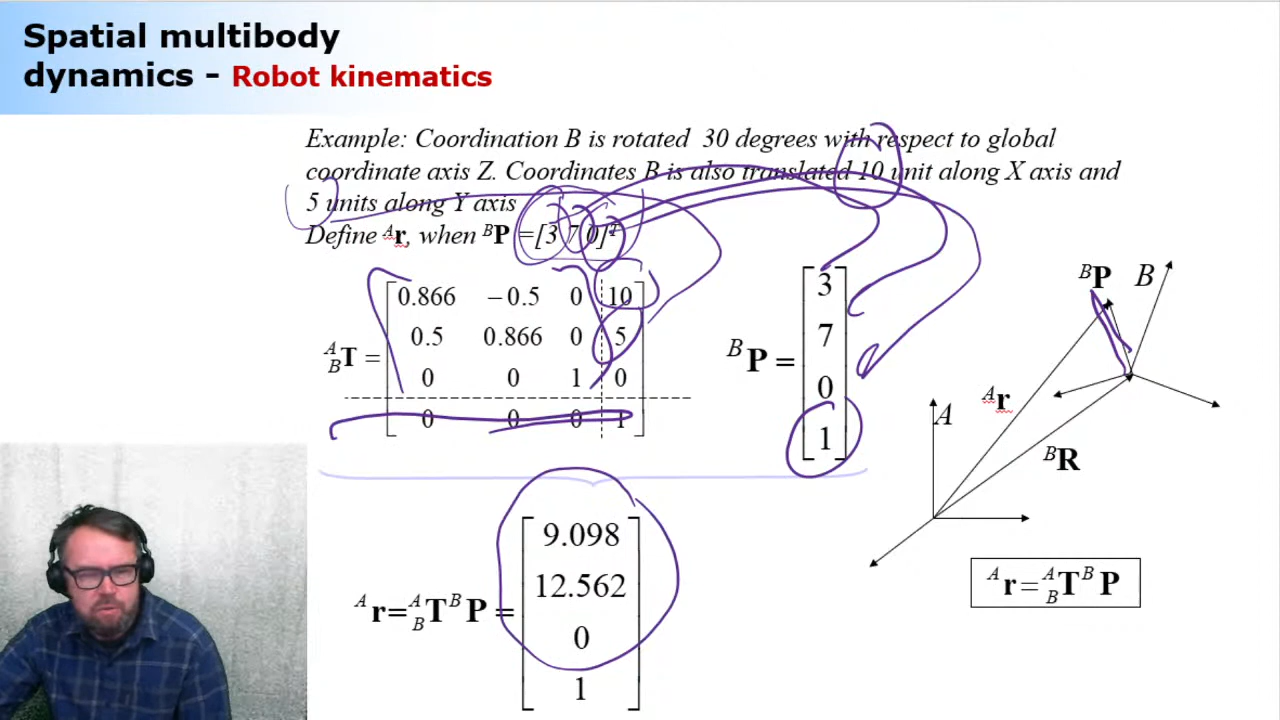 Spatial multibody
dynamics - Robot kinematics
Example: Coordination B is rotated 30 degrees with respect to global
coordinate axis Z. Coordinates B is also translated 10 unit along X axis and
5 units along Y axis
Define ᴬr, when ᴮP =[3 7 0]ᵀ
A B T = [ 0.866 −0.5 0 10
0.5 0.866 0 5
0 0 1 0
0 0 0 1 ]
ᴮP = [ 3
7
0
1 ]
ᴬr = A B T ᴮP = [ 9.098
12.562
0
1 ]
ᴮP B
ᴬr
A
ᴮR
ᴬr = A B T ᴮP